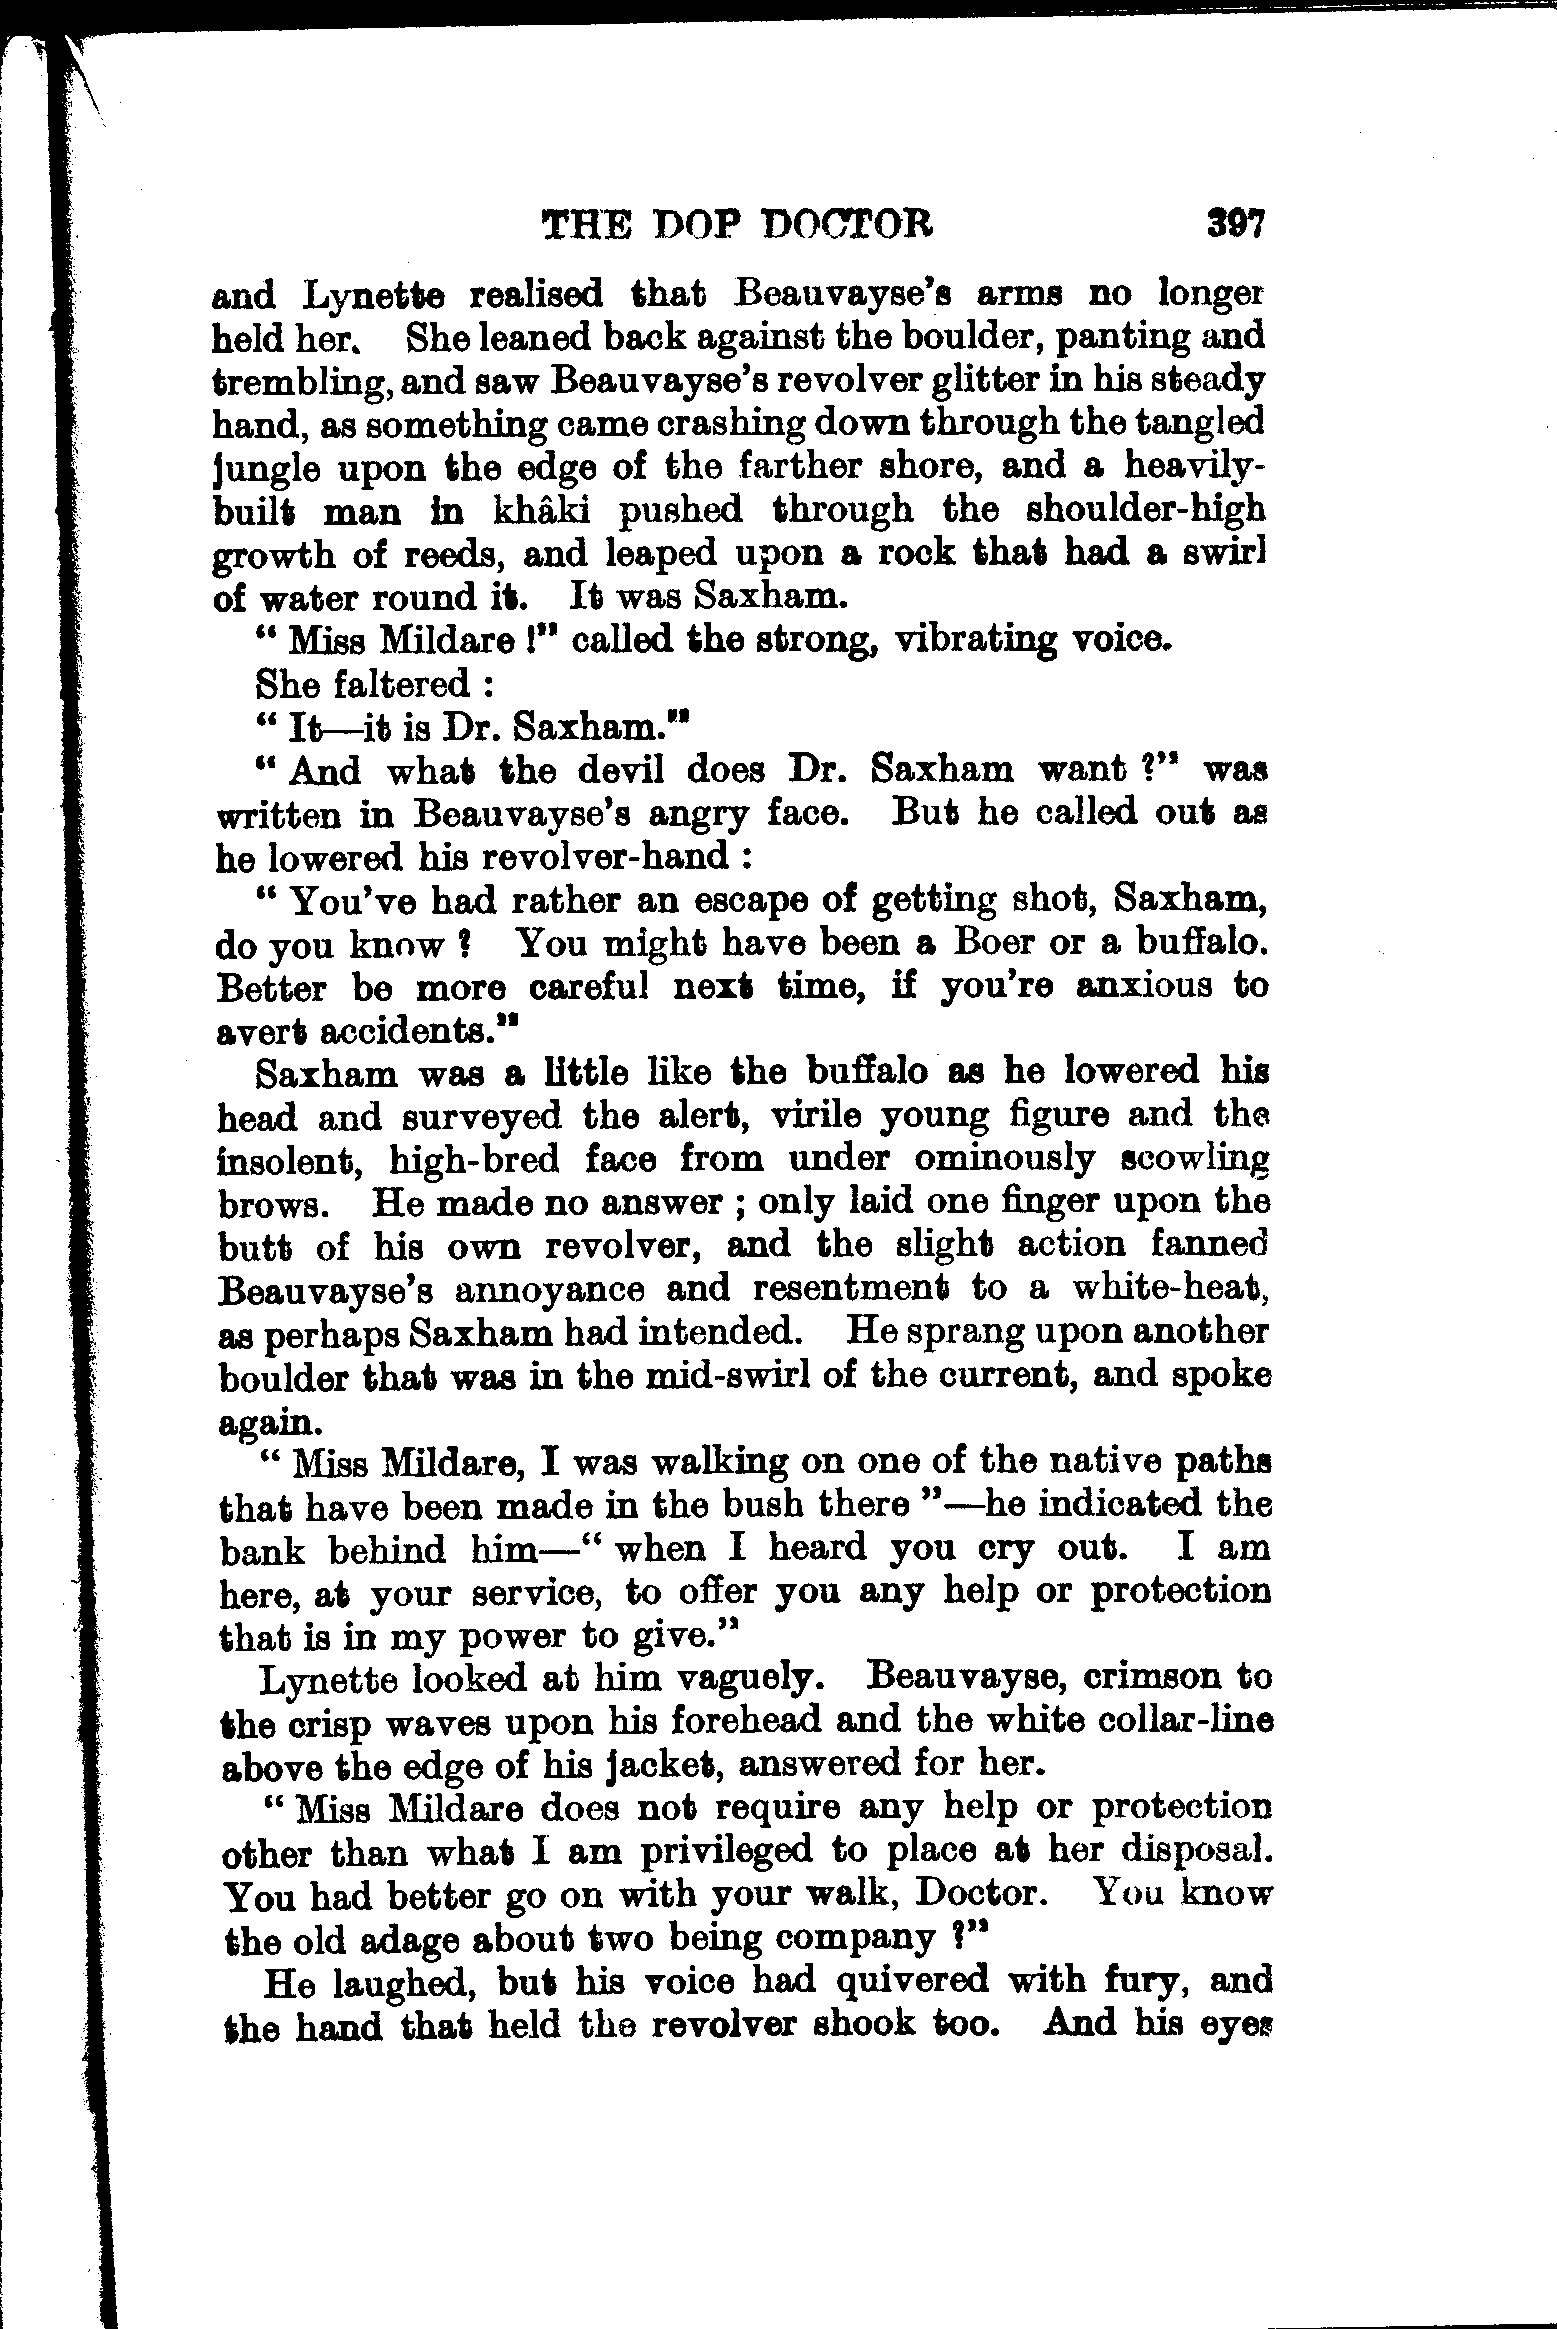 THE DOP DOCTOR 397
and Lynette realised that Beauvayse's arms no longer
held her. She leaned back against the boulder, panting and
trembling, and saw Beauvayse's revolver glitter in his steady
hand, as something came crashing down through the tangled
jungle upon the edge of the farther shore, and a heavily-
built man in khâki pushed through the shoulder-high
growth of reeds, and leaped upon a rock that had a swirl
of water round it. It was Saxham.
“ Miss Mildare !” called the strong, vibrating voice.
She faltered :
“ It—it is Dr. Saxham.”
“ And what the devil does Dr. Saxham want ?” was
written in Beauvayse's angry face. But he called out as
he lowered his revolver-hand :
“ You've had rather an escape of getting shot, Saxham,
do you know ? You might have been a Boer or a buffalo.
Better be more careful next time, if you're anxious to
avert accidents.”
Saxham was a little like the buffalo as he lowered his
head and surveyed the alert, virile young figure and the
insolent, high-bred face from under ominously scowling
brows. He made no answer ; only laid one finger upon the
butt of his own revolver, and the slight action fanned
Beauvayse's annoyance and resentment to a white-heat,
as perhaps Saxham had intended. He sprang upon another
boulder that was in the mid-swirl of the current, and spoke
again.
“ Miss Mildare, I was walking on one of the native paths
that have been made in the bush there ”—he indicated the
bank behind him—“ when I heard you cry out. I am
here, at your service, to offer you any help or protection
that is in my power to give.”
Lynette looked at him vaguely. Beauvayse, crimson to
the crisp waves upon his forehead and the white collar-line
above the edge of his jacket, answered for her.
“ Miss Mildare does not require any help or protection
other than what I am privileged to place at her disposal.
You had better go on with your walk, Doctor. You know
the old adage about two being company ?”
He laughed, but his voice had quivered with fury, and
the hand that held the revolver shook too. And his eyes